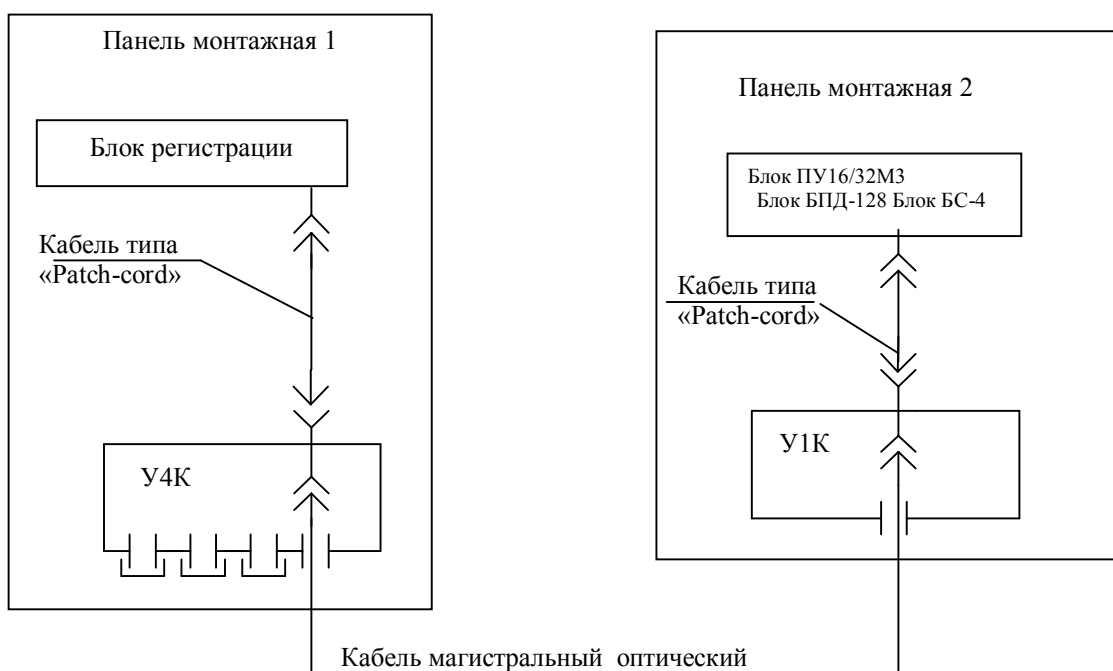 Панель монтажная 1
Блок регистрации
Кабель типа
«Patch-cord»
У4К
Панель монтажная 2
Блок ПУ16/32М3
Блок БПД-128 Блок БС-4
Кабель типа
«Patch-cord»
У1К
Кабель магистральный оптический